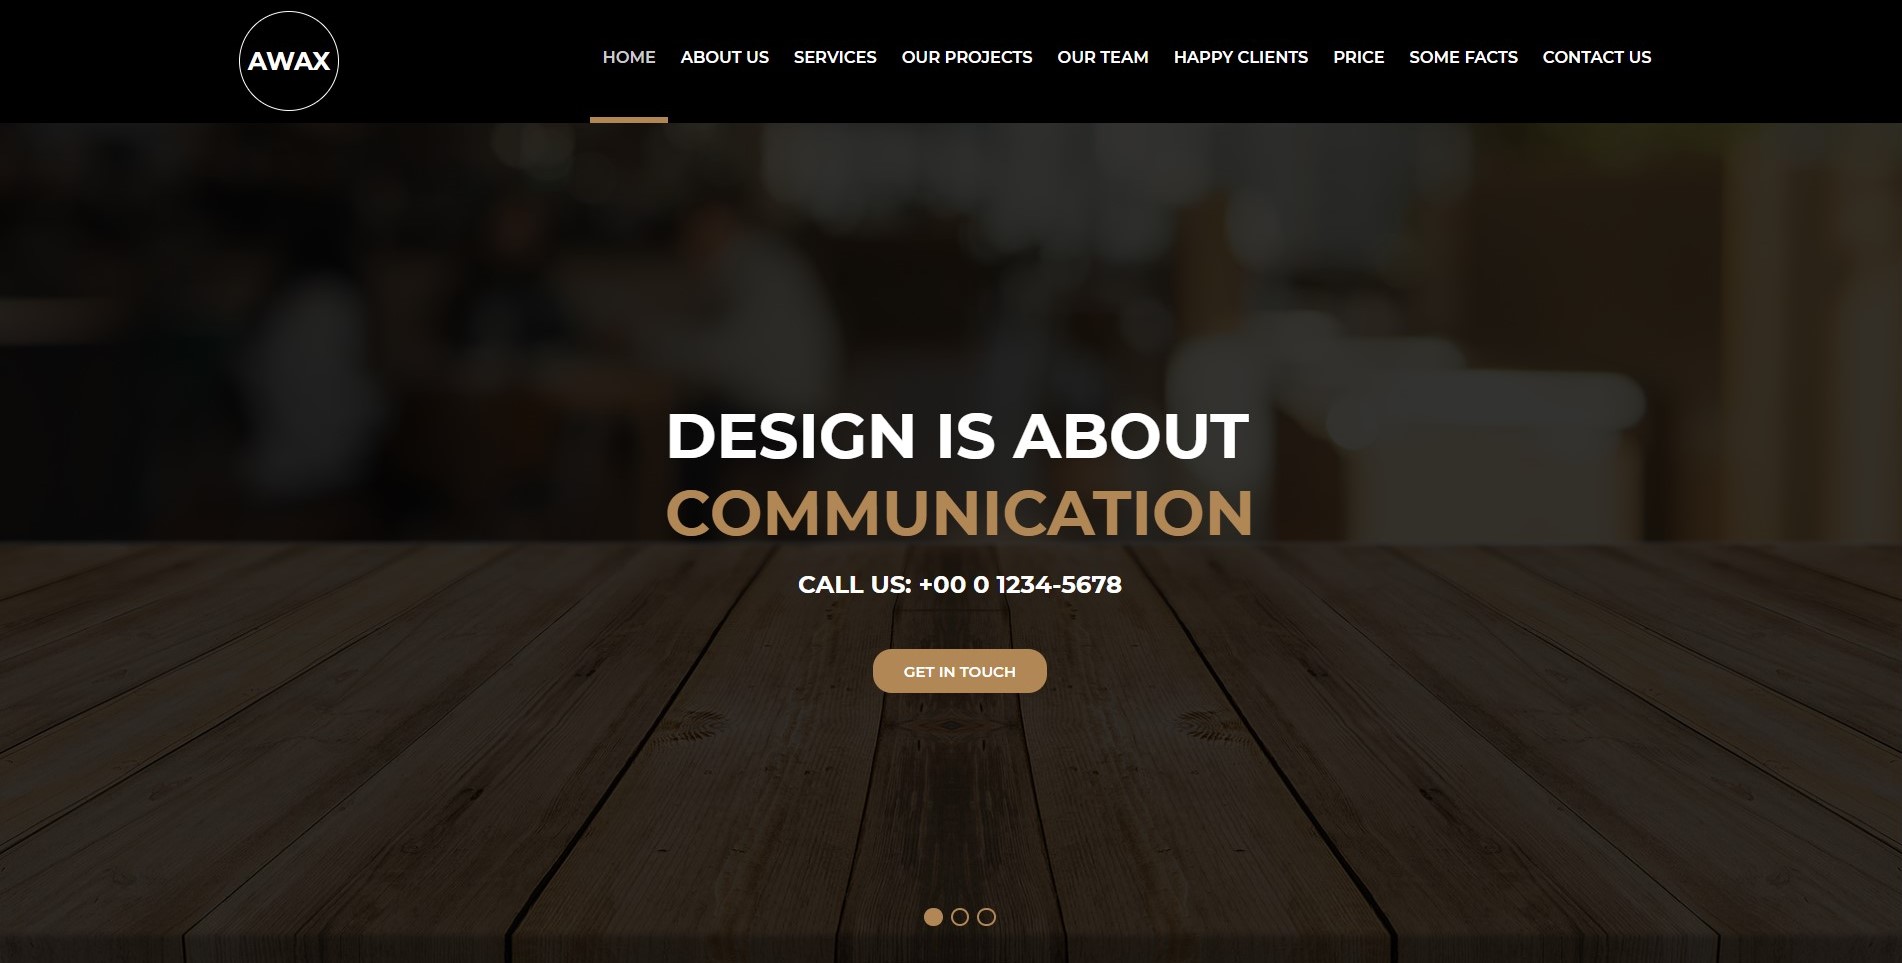 AWAX
HOME ABOUT US SERVICES OUR PROJECTS OUR TEAM HAPPY CLIENTS PRICE SOME FACTS CONTACT US
DESIGN IS ABOUT
COMMUNICATION
CALL US: +00 0 1234-5678
GET IN TOUCH